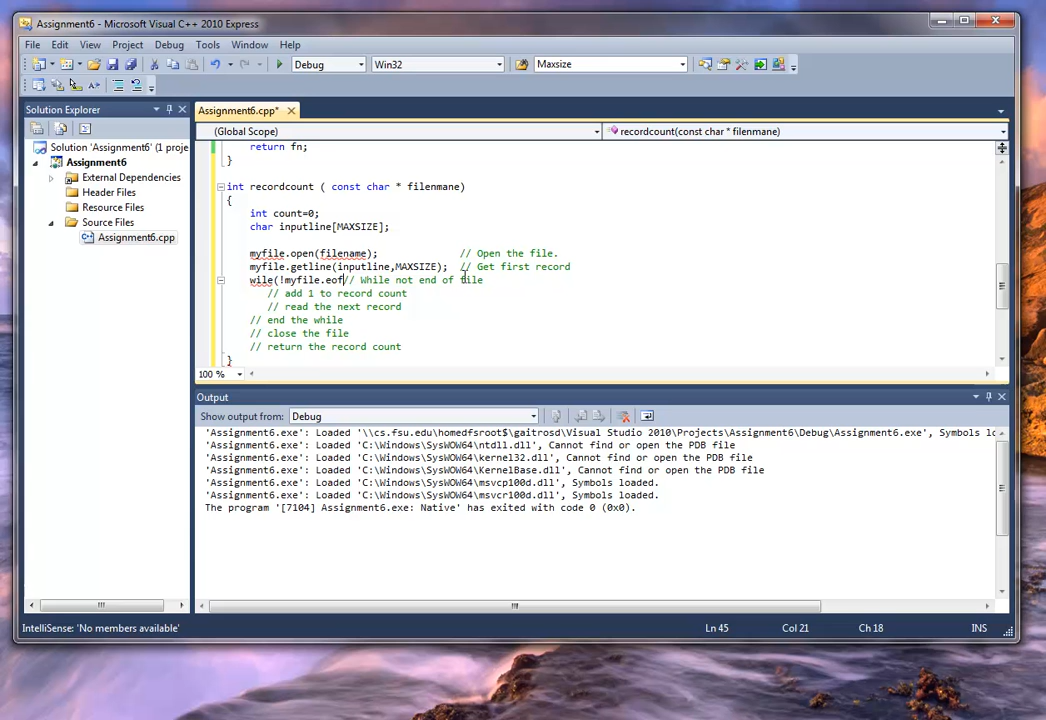 Assignment6 - Microsoft Visual C++ 2010 Express
File Edit View Project Debug Tools Window Help
Debug Win32 Maxsize
Solution Explorer
Assignment6.cpp*
(Global Scope) recordcount(const char * filenmane)
Solution 'Assignment6' (1 proje
Assignment6
External Dependencies
Header Files
Resource Files
Source Files
Assignment6.cpp
return fn;
}
int recordcount ( const char * filenmane)
{
int count=0;
char inputline[MAXSIZE];
myfile.open(filename); // Open the file.
myfile.getline(inputline,MAXSIZE); // Get first record
wile(!myfile.eof// While not end of file
// add 1 to record count
// read the next record
// end the while
// close the file
// return the record count
}
100 %
Output
Show output from: Debug
'Assignment6.exe': Loaded '\\cs.fsu.edu\homedfsroot$\gaitrosd\Visual Studio 2010\Projects\Assignment6\Debug\Assignment6.exe', Symbols lo
'Assignment6.exe': Loaded 'C:\Windows\SysWOW64\ntdll.dll', Cannot find or open the PDB file
'Assignment6.exe': Loaded 'C:\Windows\SysWOW64\kernel32.dll', Cannot find or open the PDB file
'Assignment6.exe': Loaded 'C:\Windows\SysWOW64\KernelBase.dll', Cannot find or open the PDB file
'Assignment6.exe': Loaded 'C:\Windows\SysWOW64\msvcp100d.dll', Symbols loaded.
'Assignment6.exe': Loaded 'C:\Windows\SysWOW64\msvcr100d.dll', Symbols loaded.
The program '[7104] Assignment6.exe: Native' has exited with code 0 (0x0).
IntelliSense: 'No members available' Ln 45 Col 21 Ch 18 INS